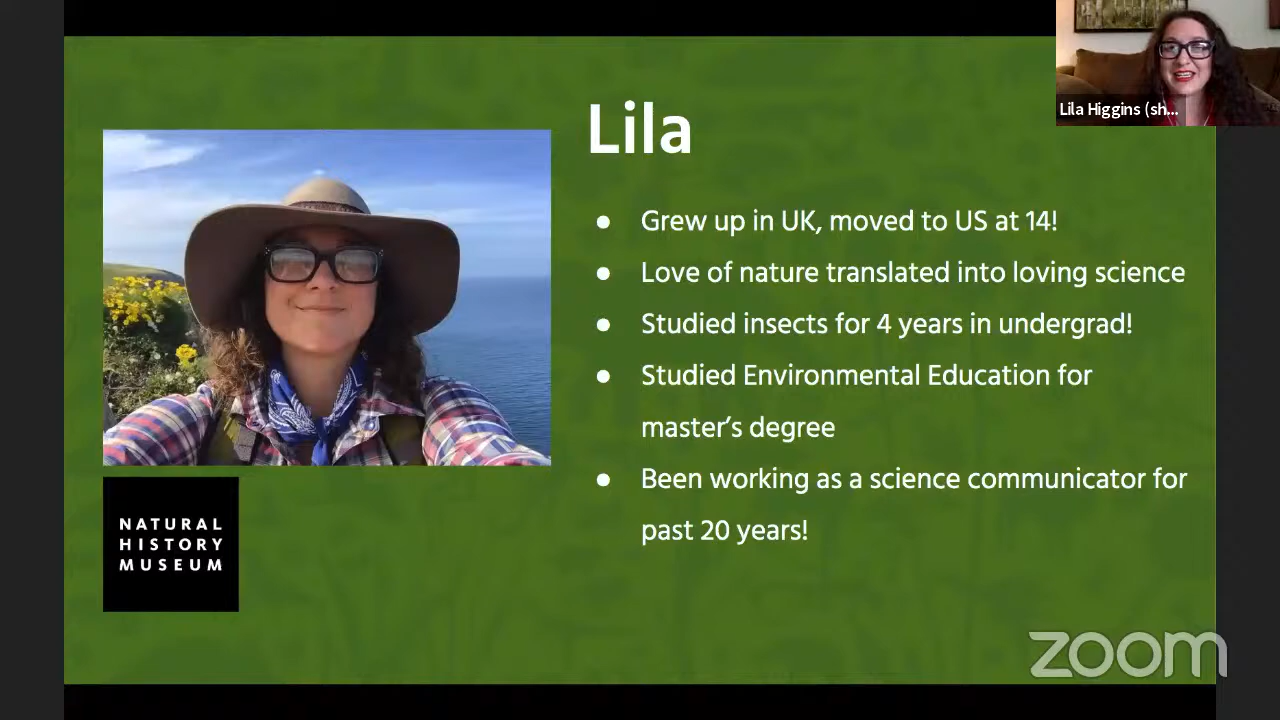 Lila
Lila Higgins (sh...
● Grew up in UK, moved to US at 14!
● Love of nature translated into loving science
● Studied insects for 4 years in undergrad!
● Studied Environmental Education for
master’s degree
● Been working as a science communicator for
past 20 years!
NATURAL
HISTORY
MUSEUM
zoom